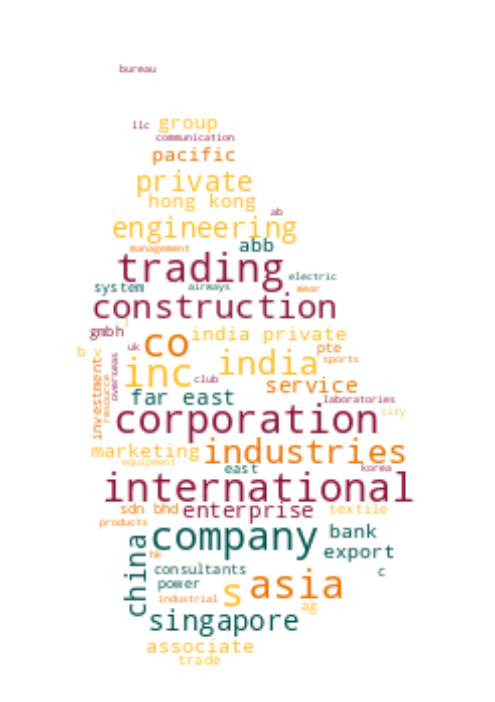 bureau
llc group
communication
pacific
private
hong kong
ab
engineering
management abb
trading
system airways electric
wear
construction
gmbh co india private
b uk pte
inc india sports
overseas
investment<
resource
club service
far east laboratories
corporation city
marketing industries
equipment east korea
international
sdn bhd enterprise textile
products company bank
hk export
china
consultants c
power s asia
industrial ag
singapore
associate
trade